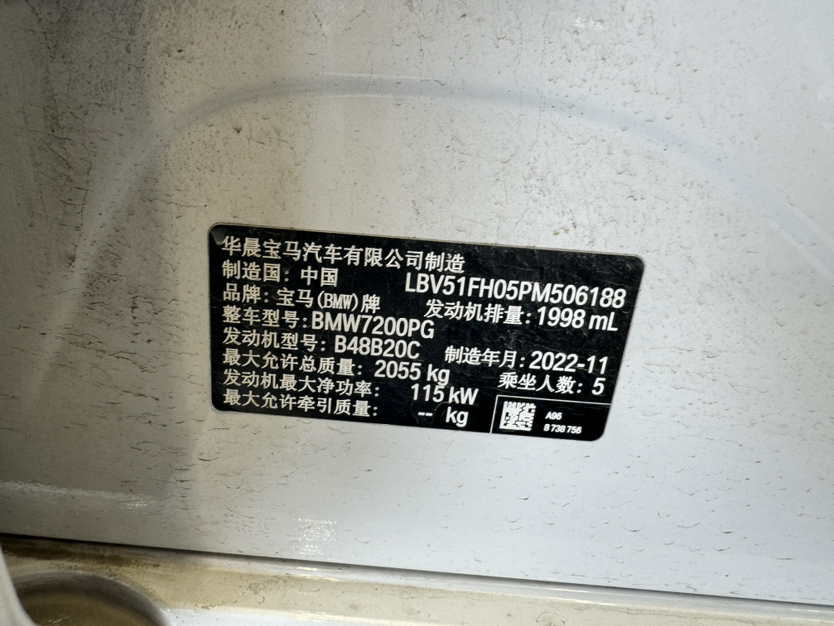 华晨宝马汽车有限公司制造
制造国: 中国 LBV51FH05PM506188
品牌: 宝马(BMW)牌 发动机排量: 1998 mL
整车型号: BMW7200PG
发动机型号: B48B20C 制造年月: 2022-11
最大允许总质量: 2055 kg 乘坐人数: 5
发动机最大净功率: 115 kW
最大允许牵引质量: -- kg
A96
8 738 756